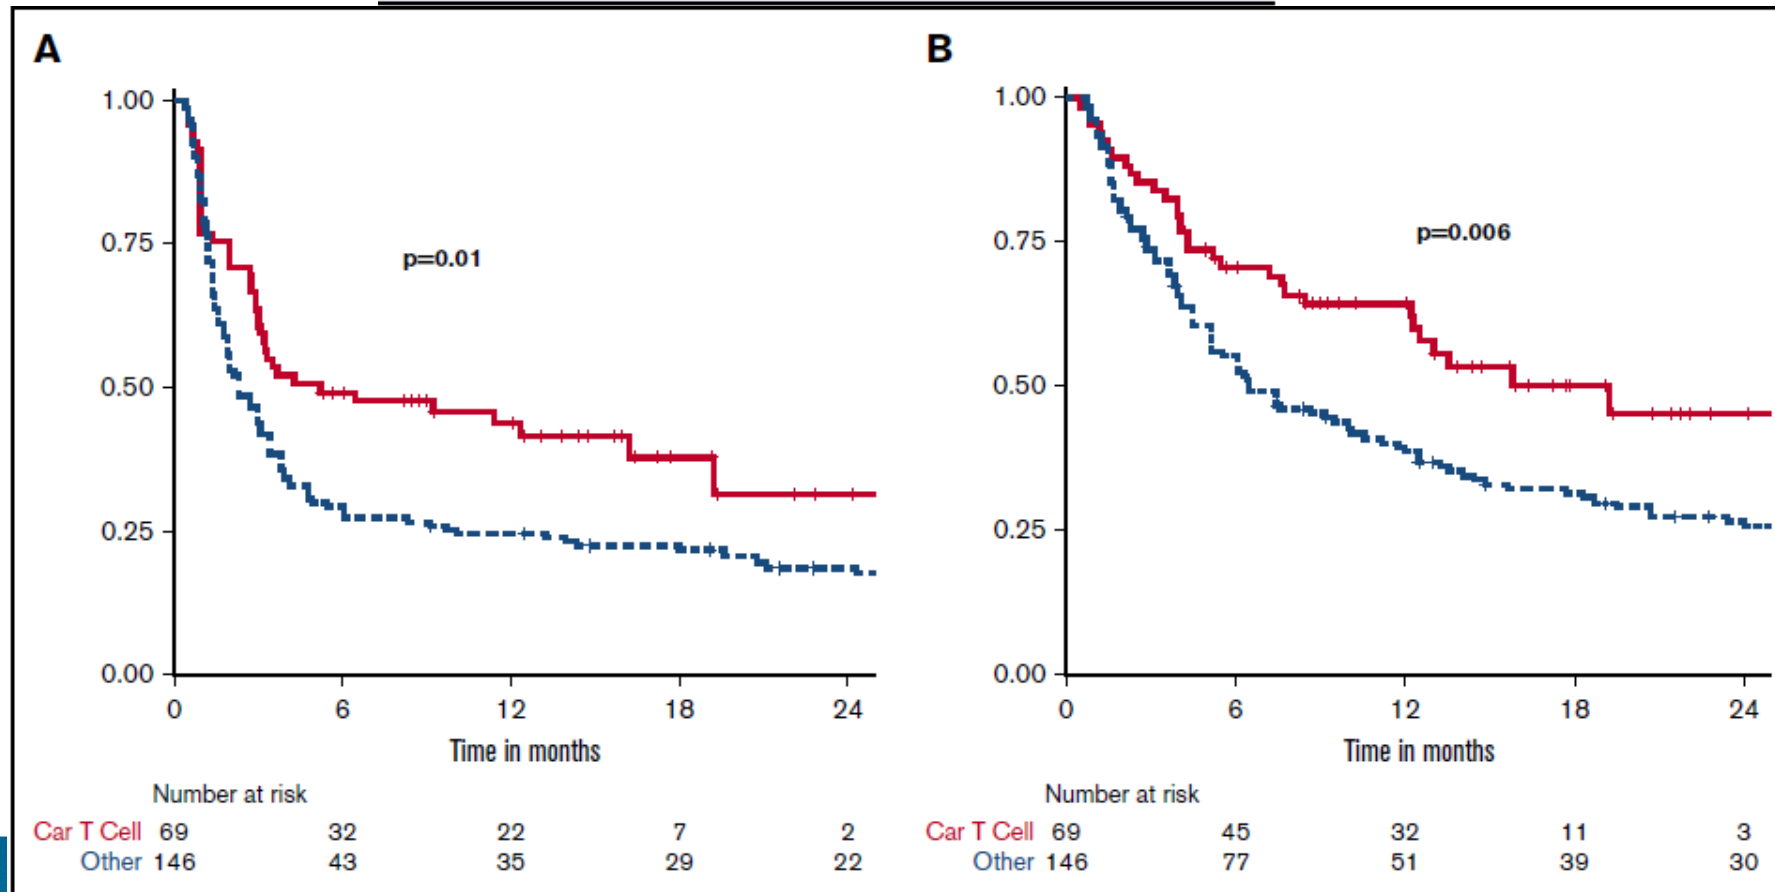 A
1.00
0.75
0.50
0.25
0.00
p=0.01
0 6 12 18 24
Time in months
Number at risk
Car T Cell 69 32 22 7 2
Other 146 43 35 29 22
B
1.00
0.75
0.50
0.25
0.00
p=0.006
0 6 12 18 24
Time in months
Number at risk
Car T Cell 69 45 32 11 3
Other 146 77 51 39 30